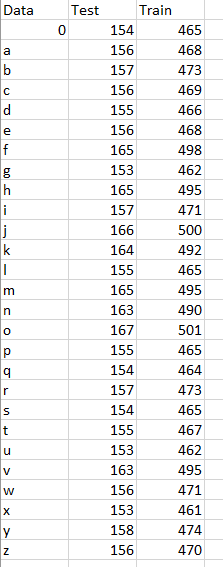 Data Test Train
0 154 465
a 156 468
b 157 473
c 156 469
d 155 466
e 156 468
f 165 498
g 153 462
h 165 495
i 157 471
j 166 500
k 164 492
l 155 465
m 165 495
n 163 490
o 167 501
p 155 465
q 154 464
r 157 473
s 154 465
t 155 467
u 153 462
v 163 495
w 156 471
x 153 461
y 158 474
z 156 470